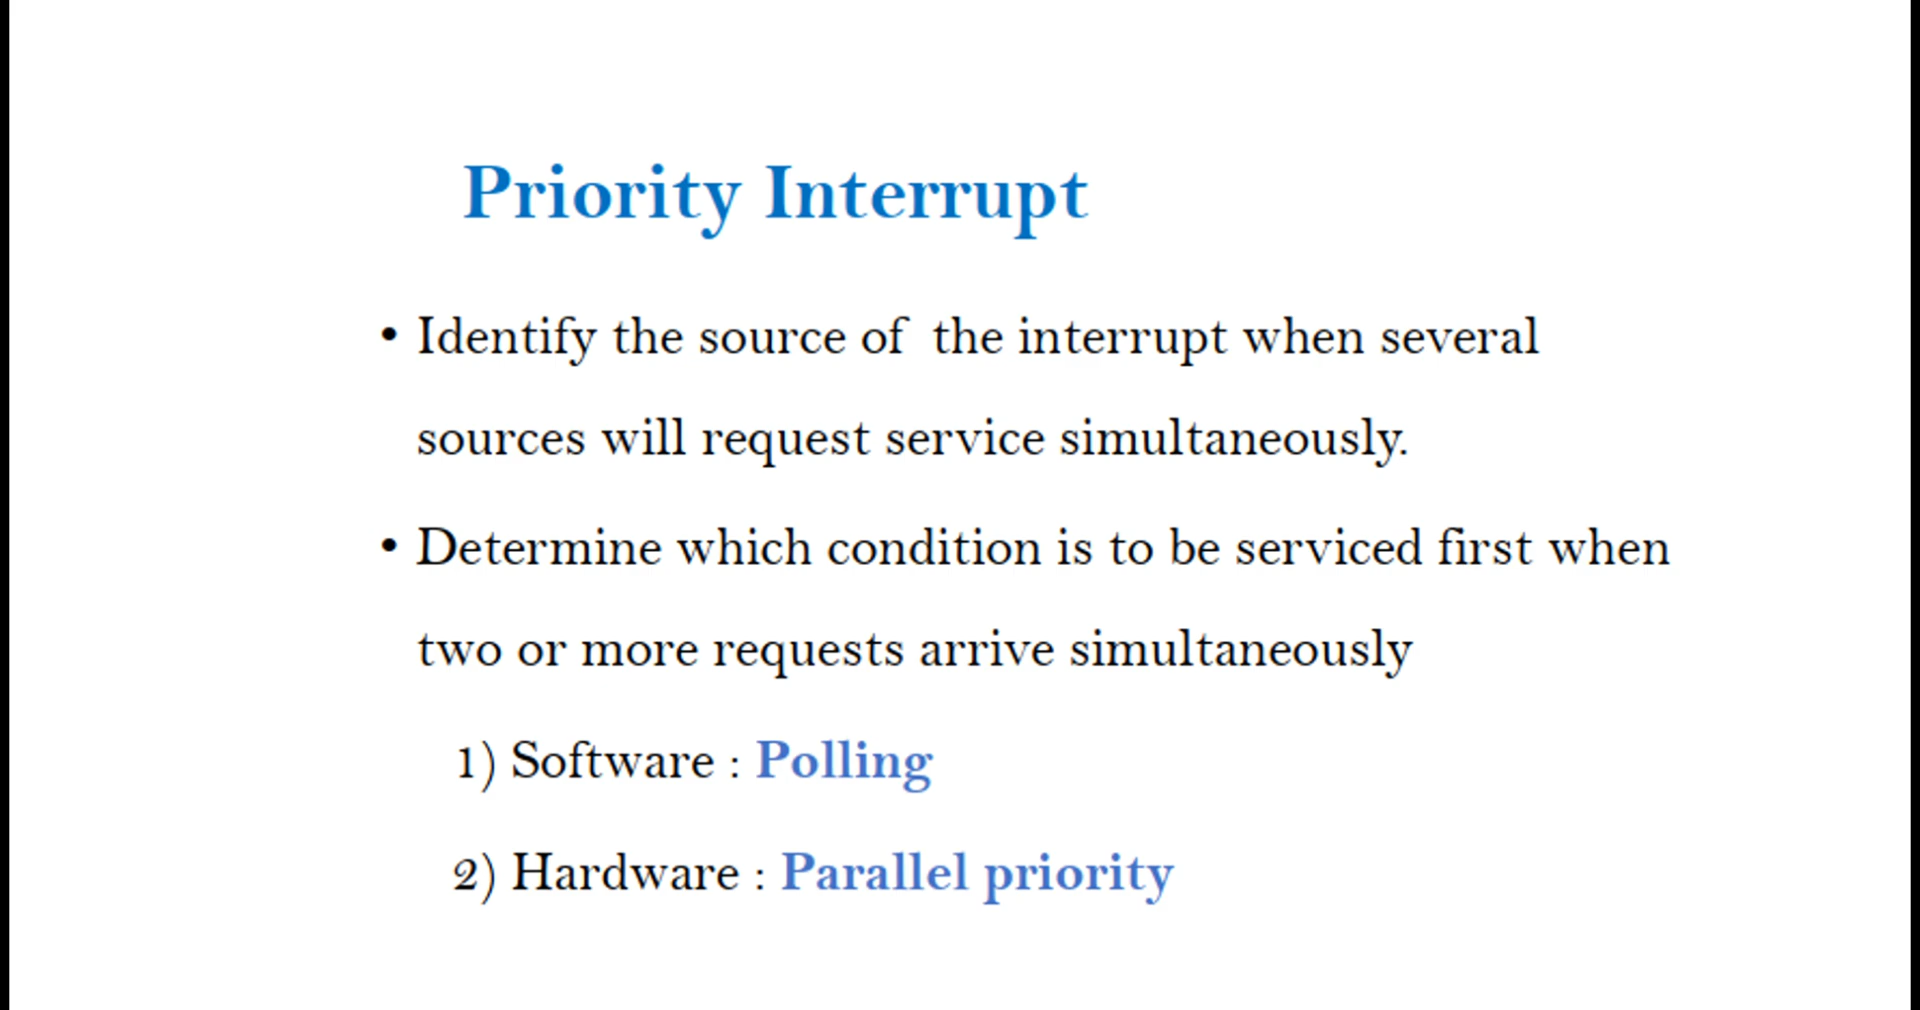 Priority Interrupt
• Identify the source of  the interrupt when several
sources will request service simultaneously.
• Determine which condition is to be serviced first when
two or more requests arrive simultaneously
1) Software : Polling
2) Hardware : Parallel priority